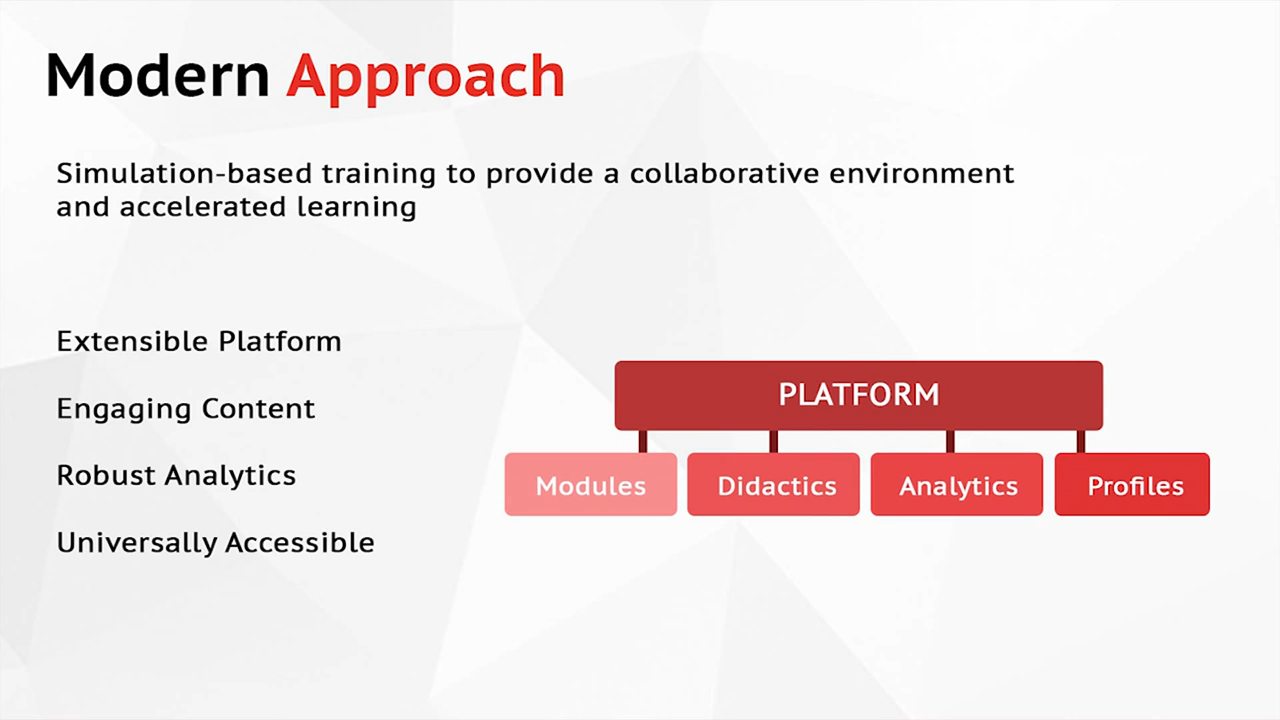 Modern Approach
Simulation-based training to provide a collaborative environment
and accelerated learning
Extensible Platform
Engaging Content
Robust Analytics
Universally Accessible
PLATFORM
Modules Didactics Analytics Profiles